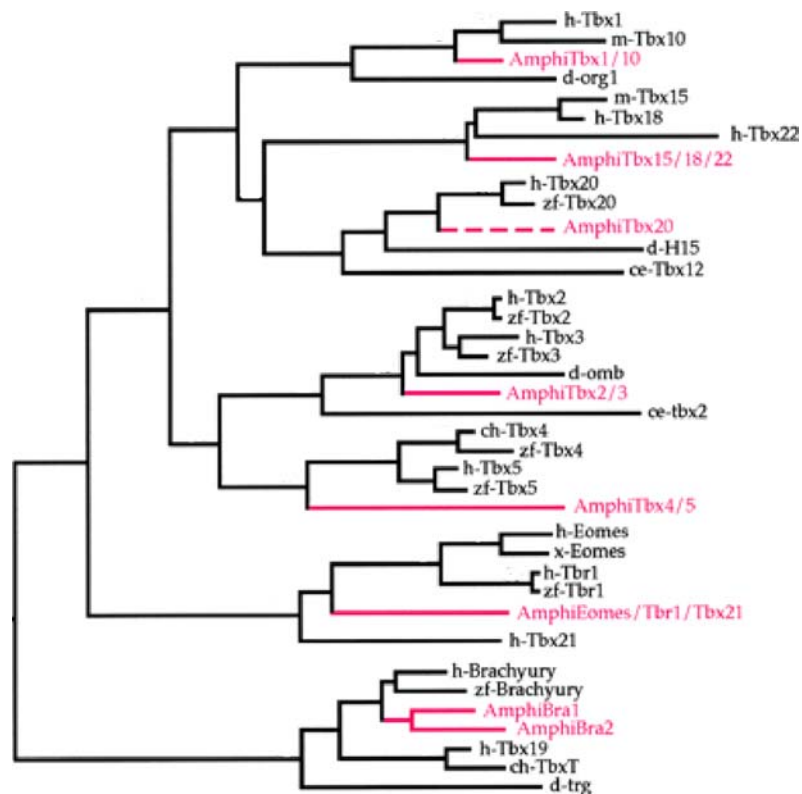 h-Tbx1
m-Tbx10
AmphiTbx1/10
d-org1
m-Tbx15
h-Tbx18
h-Tbx22
AmphiTbx15/18/22
h-Tbx20
zf-Tbx20
AmphiTbx20
d-H15
ce-Tbx12
h-Tbx2
zf-Tbx2
h-Tbx3
zf-Tbx3
d-omb
AmphiTbx2/3
ce-tbx2
ch-Tbx4
zf-Tbx4
h-Tbx5
zf-Tbx5
AmphiTbx4/5
h-Eomes
x-Eomes
h-Tbr1
zf-Tbr1
AmphiEomes/Tbr1/Tbx21
h-Tbx21
h-Brachyury
zf-Brachyury
AmphiBra1
AmphiBra2
h-Tbx19
ch-TbxT
d-trg